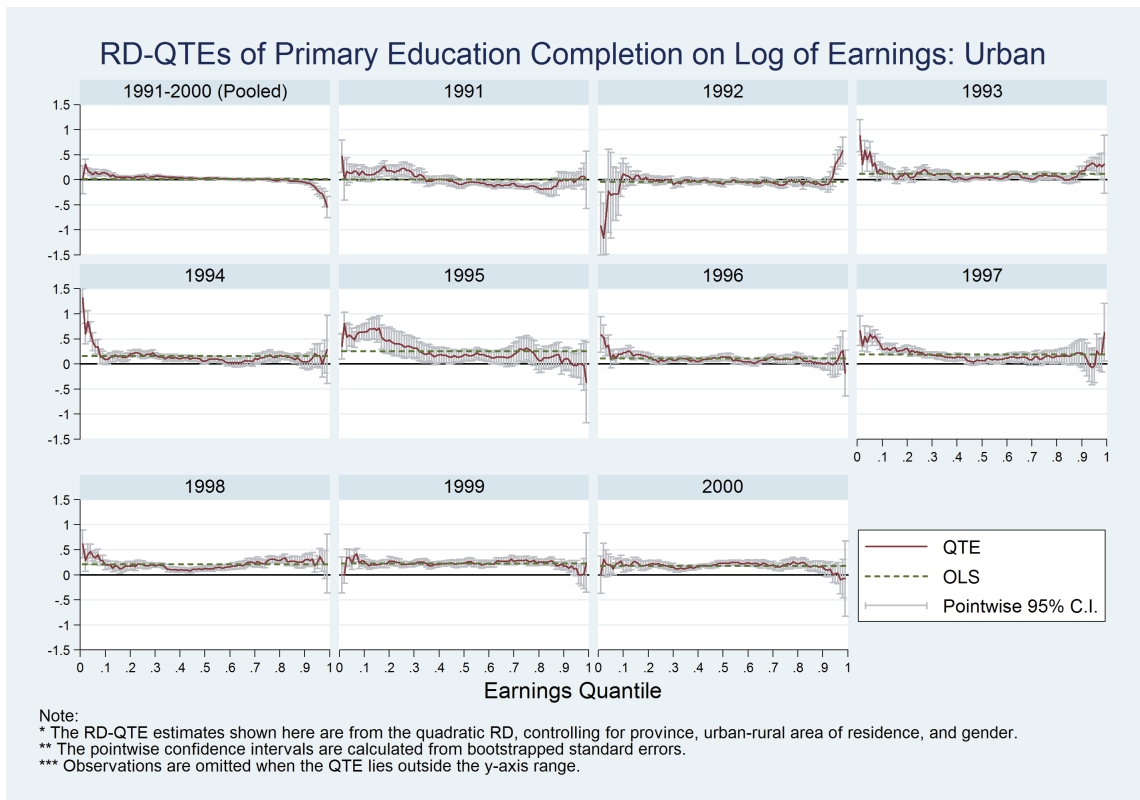 RD-QTEs of Primary Education Completion on Log of Earnings: Urban
1991-2000 (Pooled) 1991 1992 1993
1.5
1
.5
0
-.5
-1
-1.5
1994 1995 1996 1997
1.5
1
.5
0
-.5
-1
-1.5
0 .1 .2 .3 .4 .5 .6 .7 .8 .9 1
1998 1999 2000
1.5
1
.5
0
-.5
-1
-1.5
0 .1 .2 .3 .4 .5 .6 .7 .8 .9 1 0 .1 .2 .3 .4 .5 .6 .7 .8 .9 1 0 .1 .2 .3 .4 .5 .6 .7 .8 .9 1
QTE
OLS
Pointwise 95% C.I.
Earnings Quantile
Note:
* The RD-QTE estimates shown here are from the quadratic RD, controlling for province, urban-rural area of residence, and gender.
** The pointwise confidence intervals are calculated from bootstrapped standard errors.
*** Observations are omitted when the QTE lies outside the y-axis range.